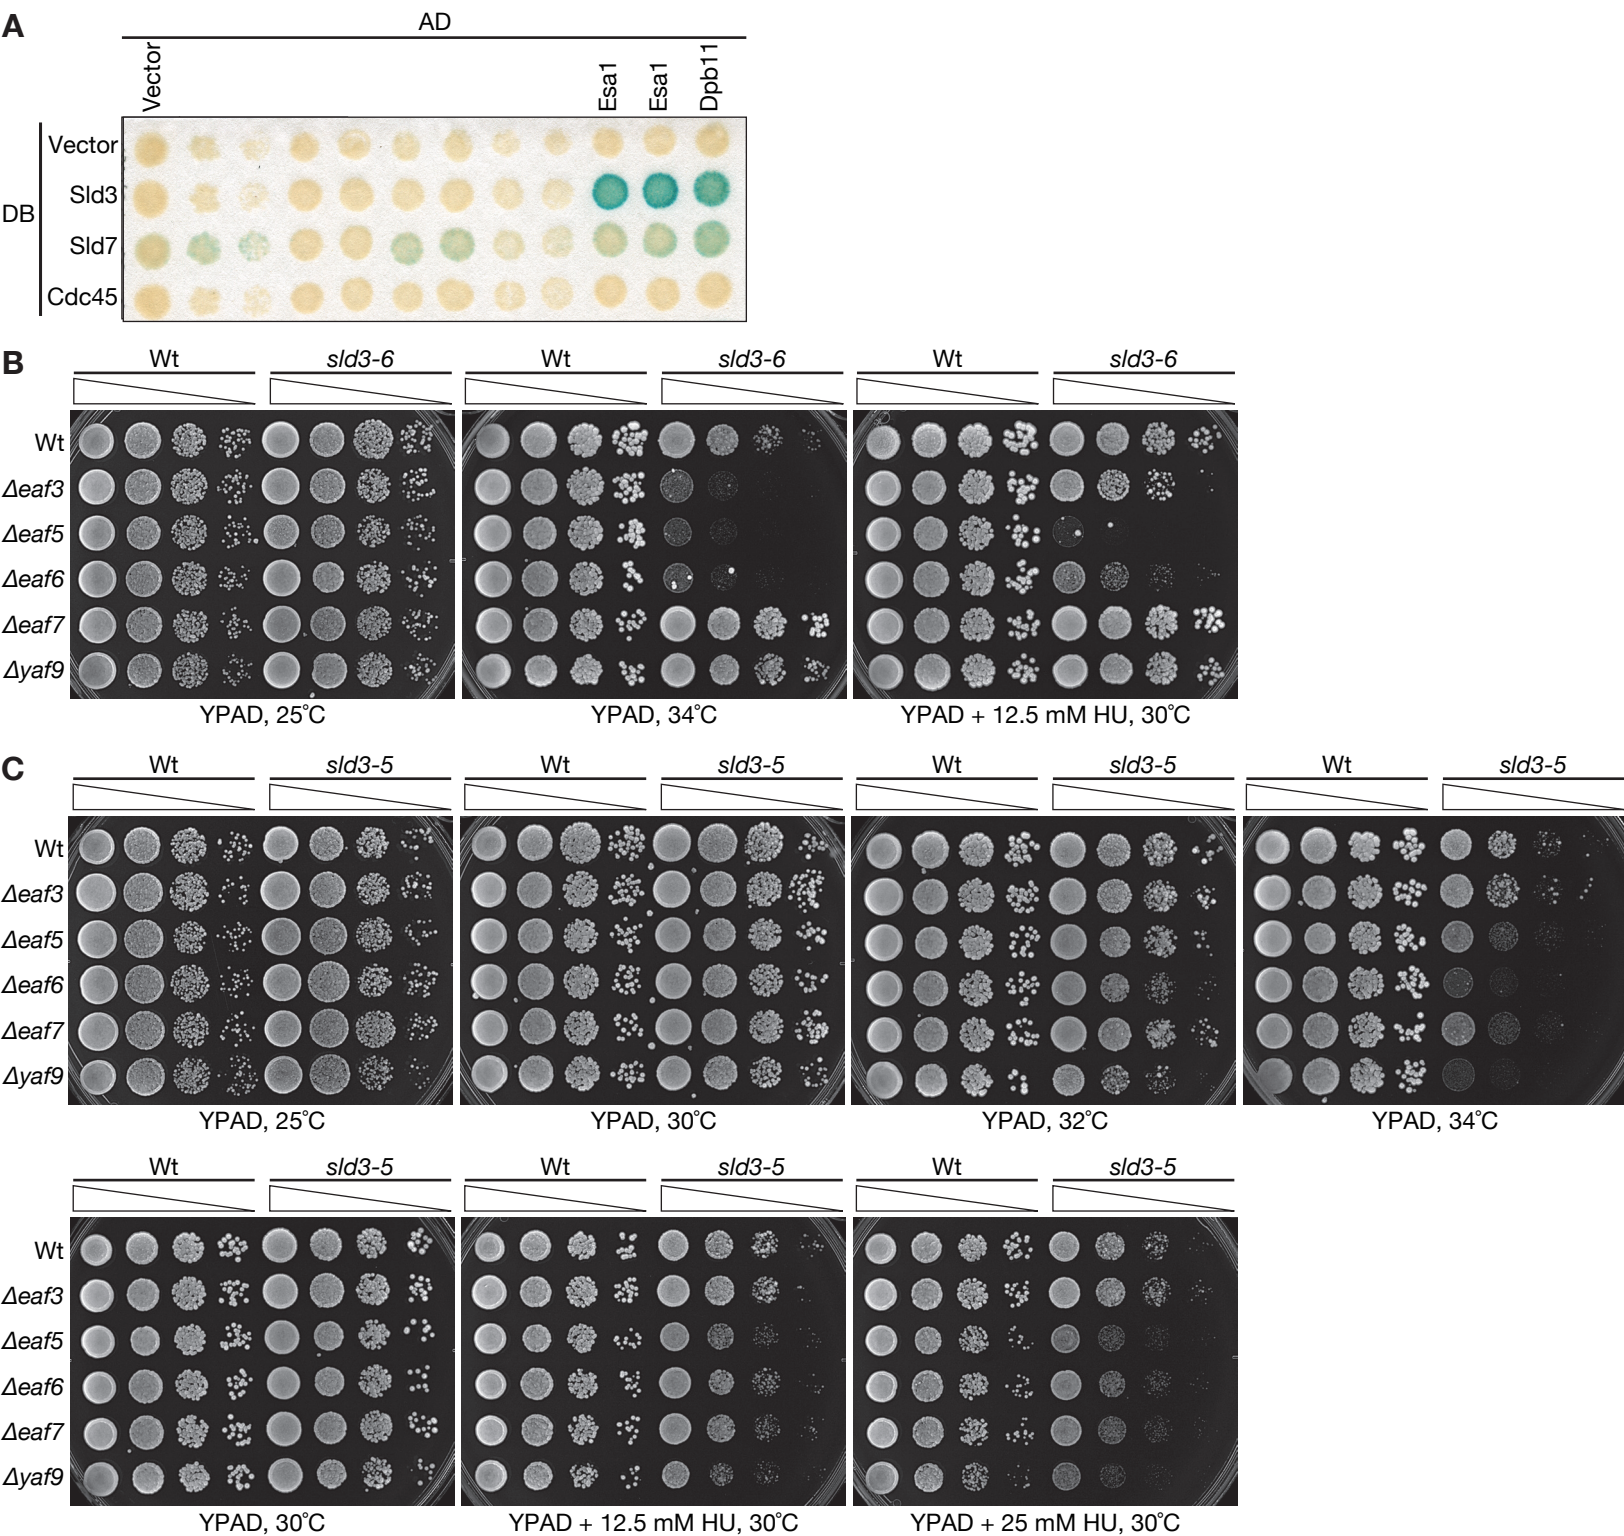 A
AD
Vector
Esa1
Esa1
Dpb11
DB
Vector
Sld3
Sld7
Cdc45
B
Wt
sld3-6
Wt
sld3-6
Wt
sld3-6
Wt
Δeaf3
Δeaf5
Δeaf6
Δeaf7
Δyaf9
YPAD, 25˚C
YPAD, 34˚C
YPAD + 12.5 mM HU, 30˚C
C
Wt
sld3-5
Wt
sld3-5
Wt
sld3-5
Wt
sld3-5
Wt
Δeaf3
Δeaf5
Δeaf6
Δeaf7
Δyaf9
YPAD, 25˚C
YPAD, 30˚C
YPAD, 32˚C
YPAD, 34˚C
Wt
sld3-5
Wt
sld3-5
Wt
sld3-5
Wt
Δeaf3
Δeaf5
Δeaf6
Δeaf7
Δyaf9
YPAD, 30˚C
YPAD + 12.5 mM HU, 30˚C
YPAD + 25 mM HU, 30˚C